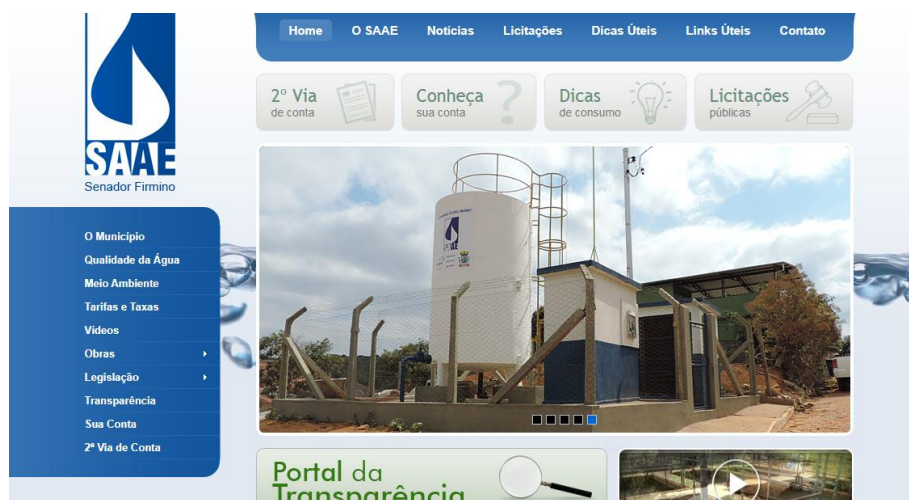 Home O SAAE Notícias Licitações Dicas Úteis Links Úteis Contato
2º Via
de conta
Conheça
sua conta
?
Dicas
de consumo
Licitações
públicas
SAAE
Senador Firmino
O Município
Qualidade da Água
Meio Ambiente
Tarifas e Taxas
Vídeos
Obras
Legislação
Transparência
Sua Conta
2ª Via de Conta
Portal da
Transparência